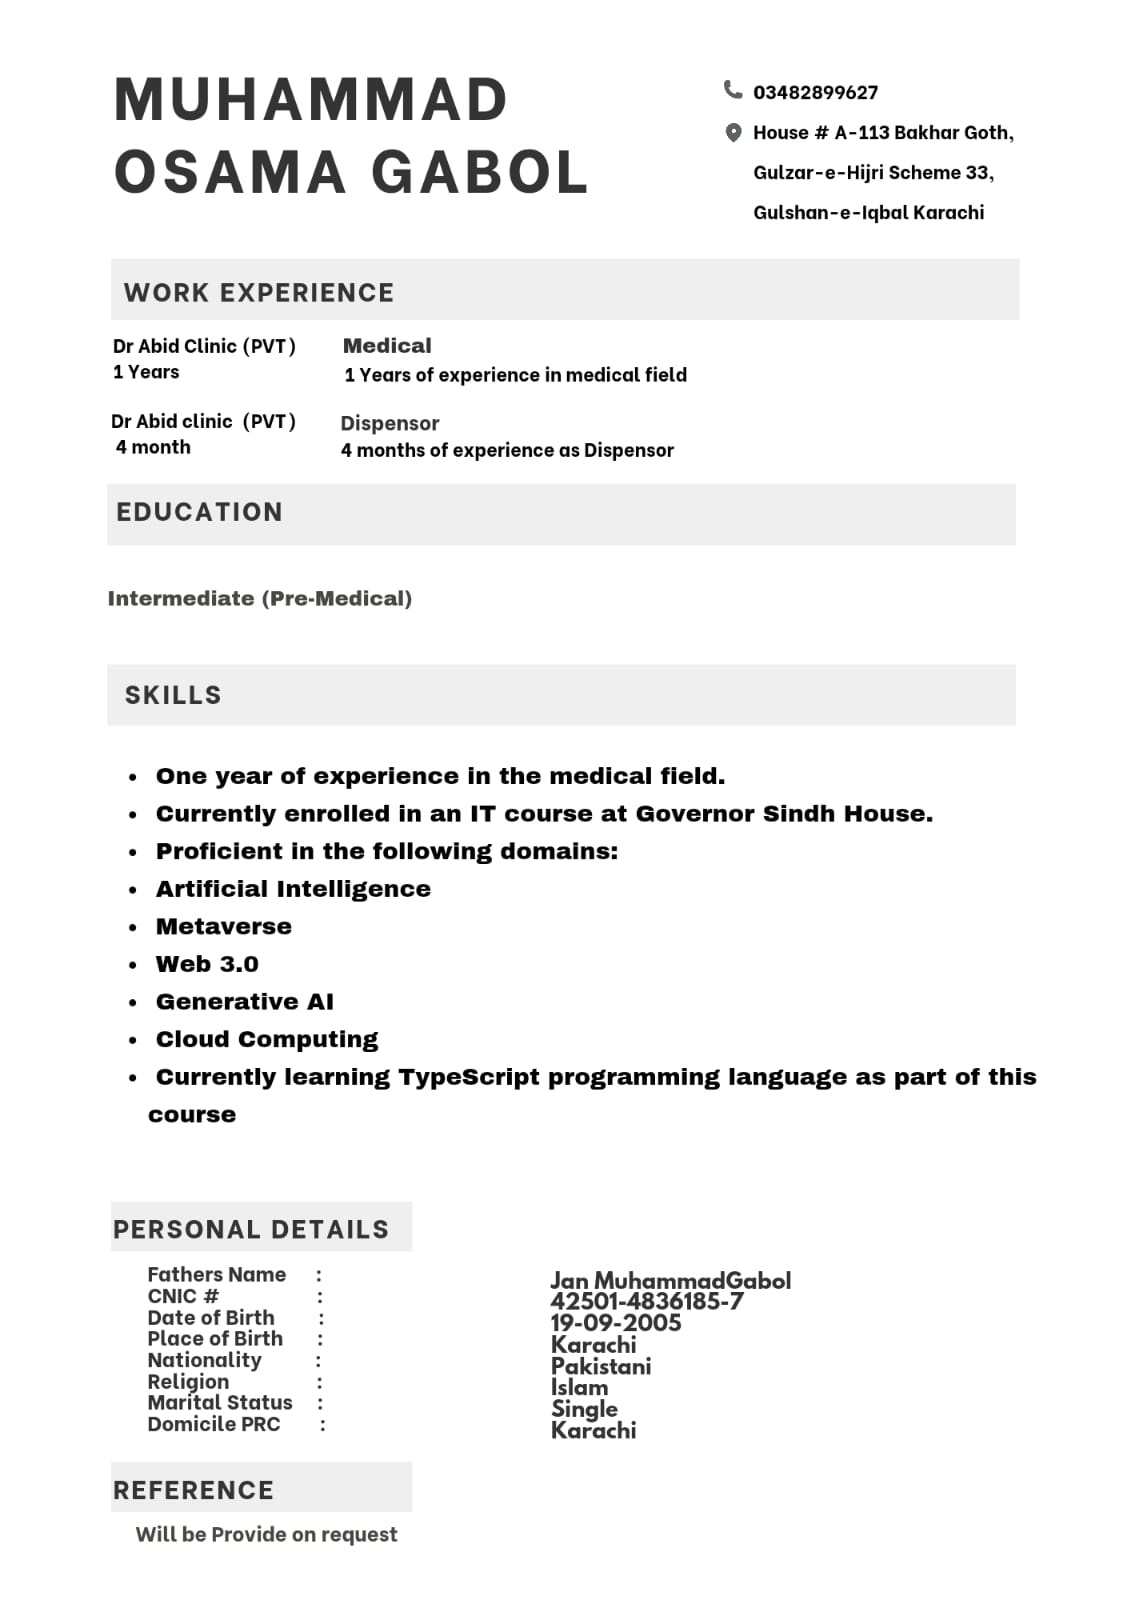 MUHAMMAD
OSAMA GABOL
03482899627
House # A-113 Bakhar Goth,
Gulzar-e-Hijri Scheme 33,
Gulshan-e-Iqbal Karachi
WORK EXPERIENCE
Dr Abid Clinic (PVT) Medical
1 Years 1 Years of experience in medical field
Dr Abid clinic (PVT) Dispensor
4 month 4 months of experience as Dispensor
EDUCATION
Intermediate (Pre-Medical)
SKILLS
• One year of experience in the medical field.
• Currently enrolled in an IT course at Governor Sindh House.
• Proficient in the following domains:
• Artificial Intelligence
• Metaverse
• Web 3.0
• Generative AI
• Cloud Computing
• Currently learning TypeScript programming language as part of this
course
PERSONAL DETAILS
Fathers Name : Jan MuhammadGabol
CNIC # : 42501-4836185-7
Date of Birth : 19-09-2005
Place of Birth : Karachi
Nationality : Pakistani
Religion : Islam
Marital Status : Single
Domicile PRC : Karachi
REFERENCE
Will be Provide on request